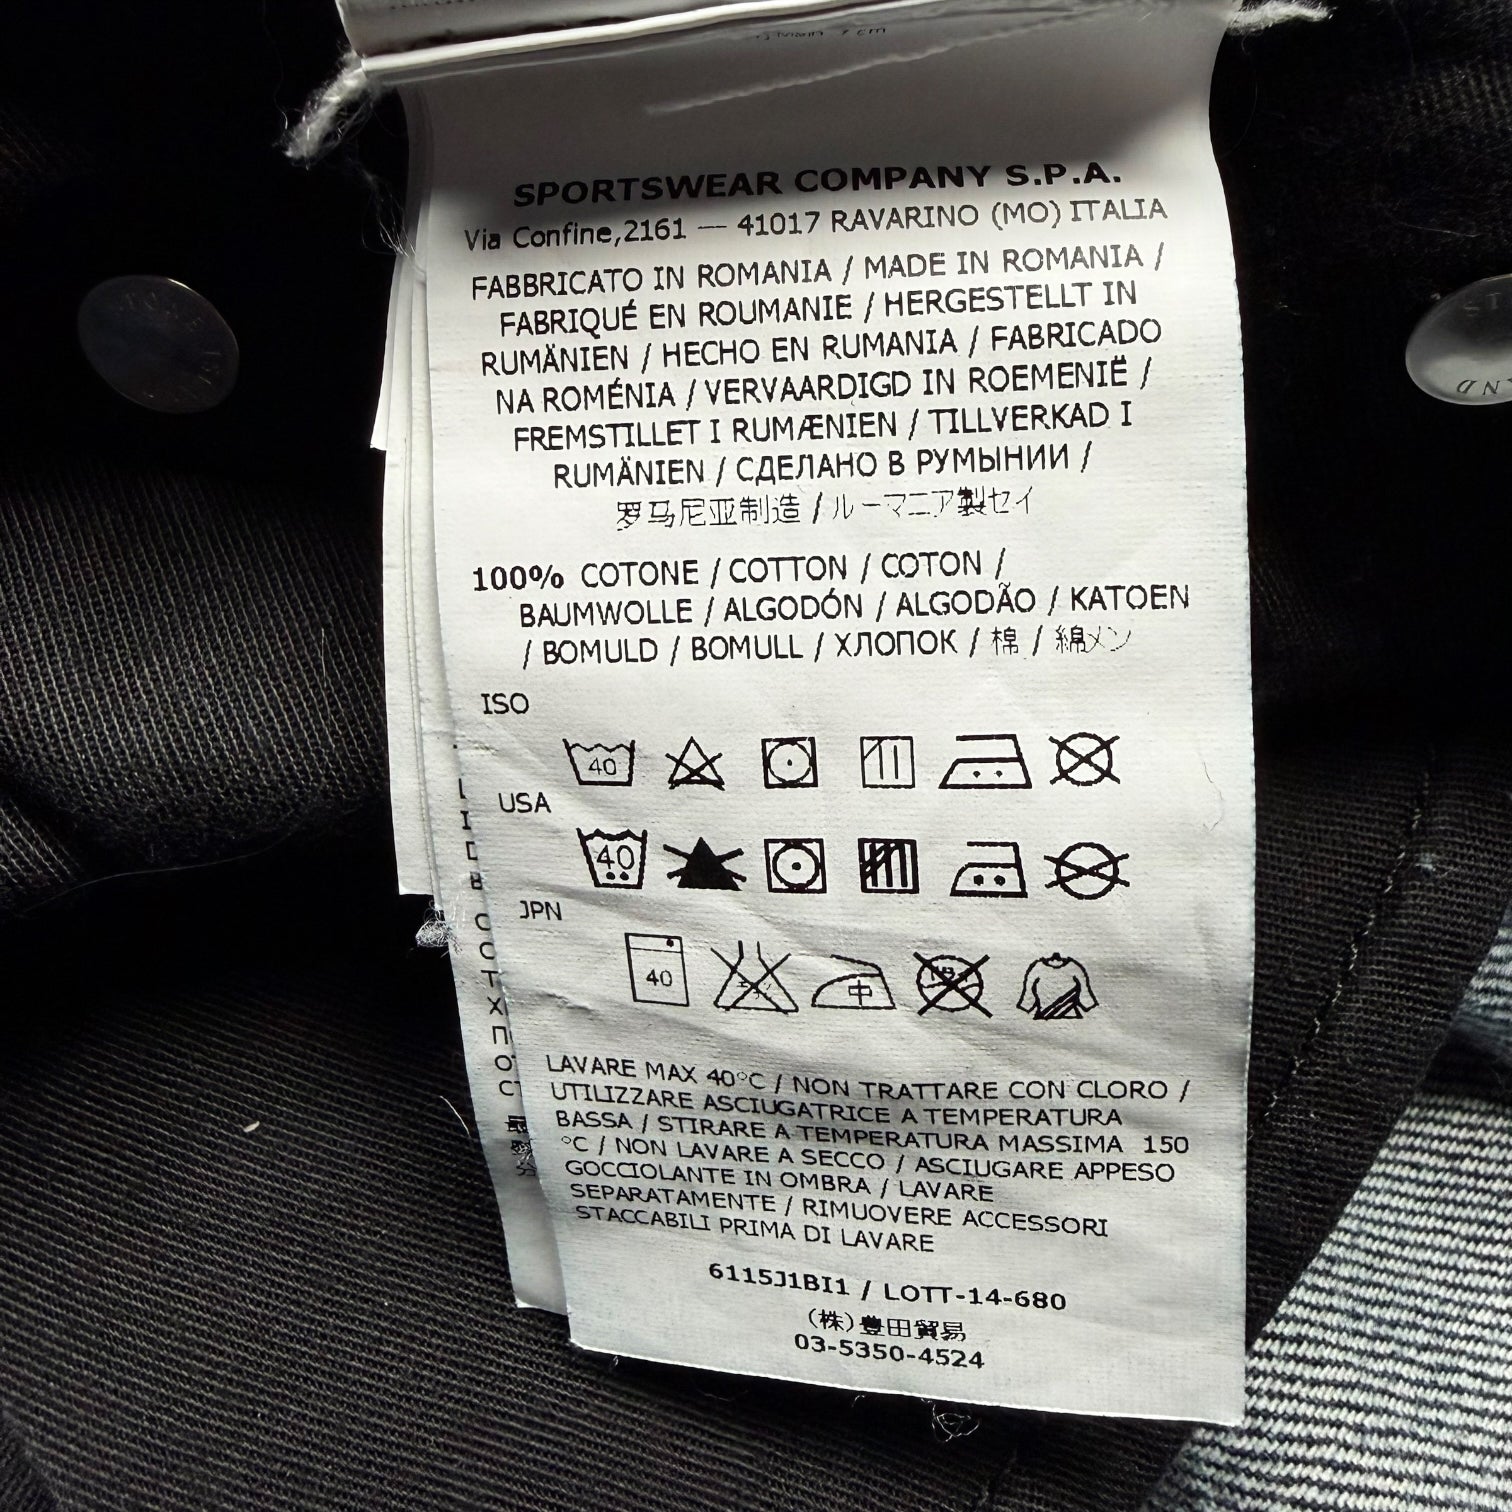 SPORTSWEAR COMPANY S.P.A.
Via Confine,2161 — 41017 RAVARINO (MO) ITALIA
FABBRICATO IN ROMANIA / MADE IN ROMANIA /
FABRIQUÉ EN ROUMANIE / HERGESTELLT IN
RUMÄNIEN / HECHO EN RUMANIA / FABRICADO
NA ROMÉNIA / VERVAARDIGD IN ROEMENIË /
FREMSTILLET I RUMÆNIEN / TILLVERKAD I
RUMÄNIEN / СДЕЛАНО В РУМЫНИИ /
罗马尼亚制造 / ルーマニア製セイ
100% COTONE / COTTON / COTON /
BAUMWOLLE / ALGODÓN / ALGODÃO / KATOEN
/ BOMULD / BOMULL / ХЛОПОК / 棉 / 綿メン
ISO
40
USA
40
JPN
40 中
LAVARE MAX 40°C / NON TRATTARE CON CLORO /
UTILIZZARE ASCIUGATRICE A TEMPERATURA
BASSA / STIRARE A TEMPERATURA MASSIMA 150
°C / NON LAVARE A SECCO / ASCIUGARE APPESO
GOCCIOLANTE IN OMBRA / LAVARE
SEPARATAMENTE / RIMUOVERE ACCESSORI
STACCABILI PRIMA DI LAVARE
6115J1BI1 / LOTT-14-680
(株)豊田貿易
03-5350-4524